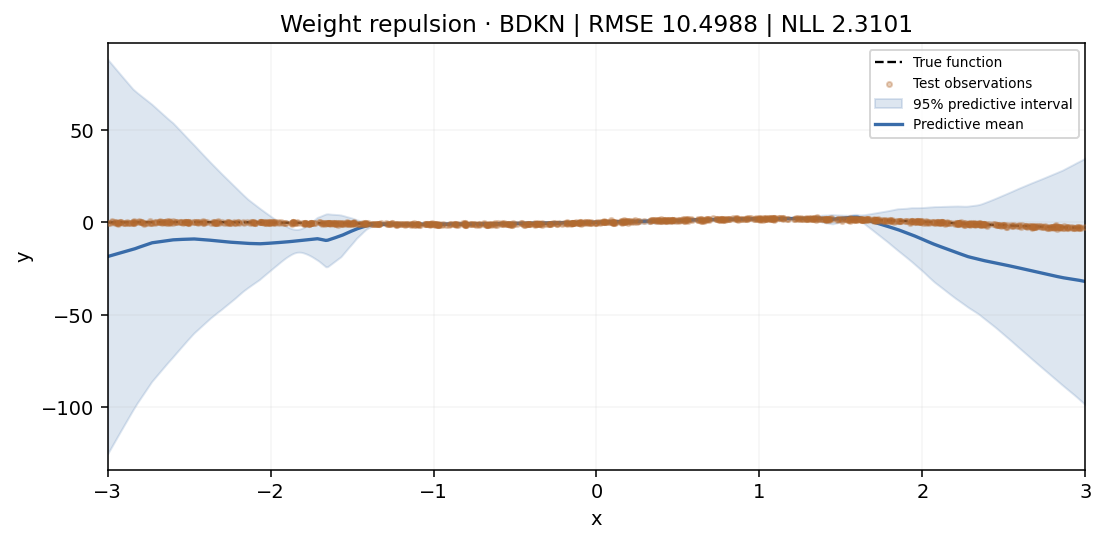 Weight repulsion · BDKN | RMSE 10.4988 | NLL 2.3101
True function
Test observations
95% predictive interval
Predictive mean
50
0
−50
−100
y
−3
−2
−1
0
1
2
3
x